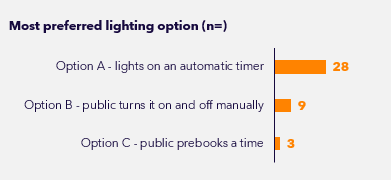 Most preferred lighting option (n=)
Option A - lights on an automatic timer 28
Option B - public turns it on and off manually 9
Option C - public prebooks a time 3